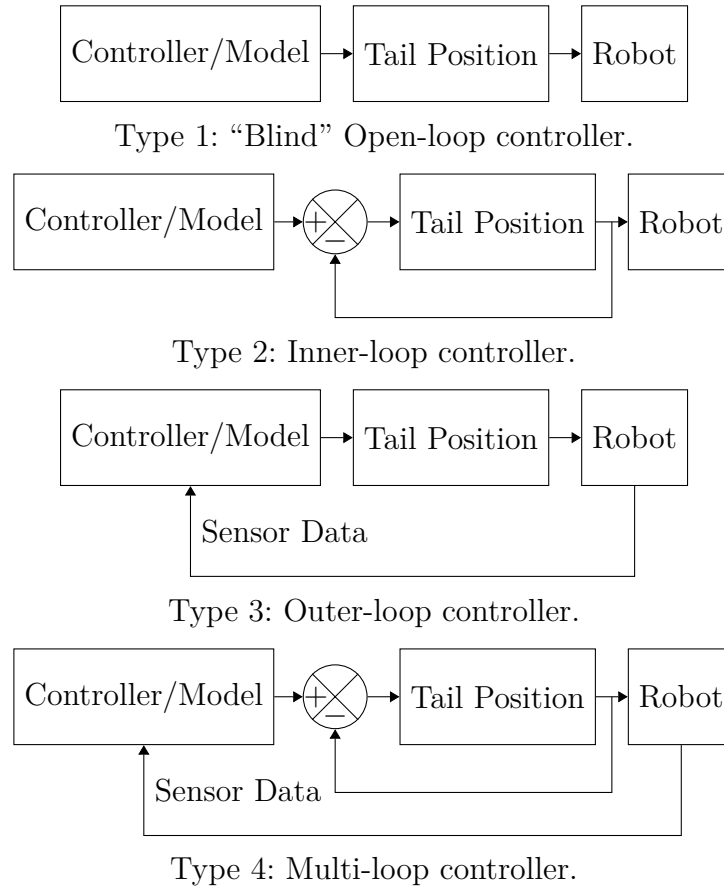 Controller/Model Tail Position Robot
Type 1: “Blind” Open-loop controller.
Controller/Model + − Tail Position Robot
Type 2: Inner-loop controller.
Controller/Model Tail Position Robot
Sensor Data
Type 3: Outer-loop controller.
Controller/Model + − Tail Position Robot
Sensor Data
Type 4: Multi-loop controller.